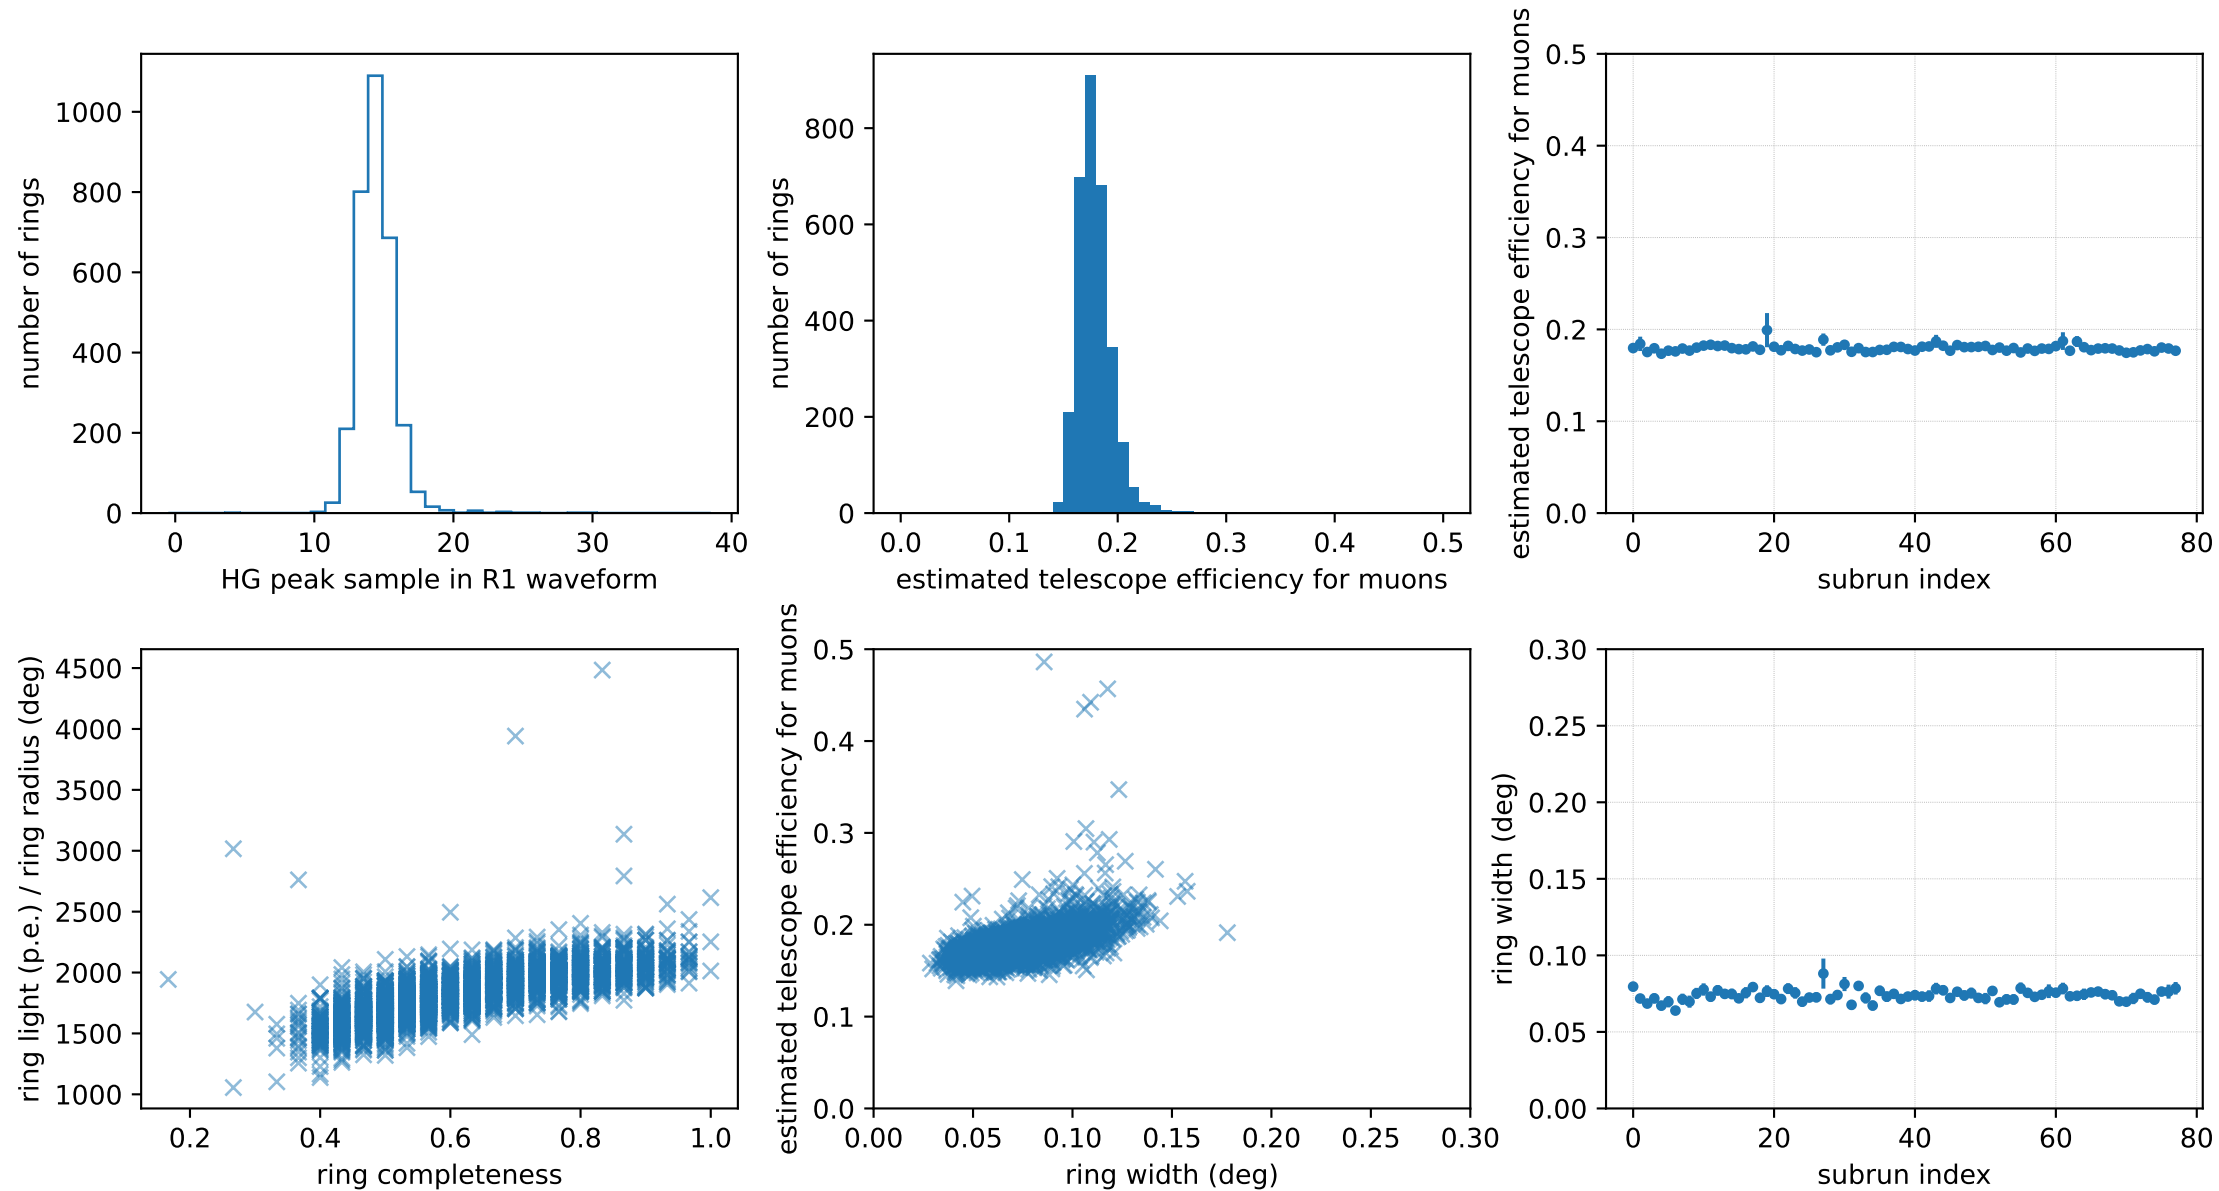 number of rings
1000
800
600
400
200
0
0 10 20 30 40
HG peak sample in R1 waveform
number of rings
800
600
400
200
0
0.0 0.1 0.2 0.3 0.4 0.5
estimated telescope efficiency for muons
estimated telescope efficiency for muons
0.5
0.4
0.3
0.2
0.1
0.0
0 20 40 60 80
subrun index
ring light (p.e.) / ring radius (deg)
4500
4000
3500
3000
2500
2000
1500
1000
0.2 0.4 0.6 0.8 1.0
ring completeness
estimated telescope efficiency for muons
0.5
0.4
0.3
0.2
0.1
0.0
0.00 0.05 0.10 0.15 0.20 0.25 0.30
ring width (deg)
ring width (deg)
0.30
0.25
0.20
0.15
0.10
0.05
0.00
0 20 40 60 80
subrun index